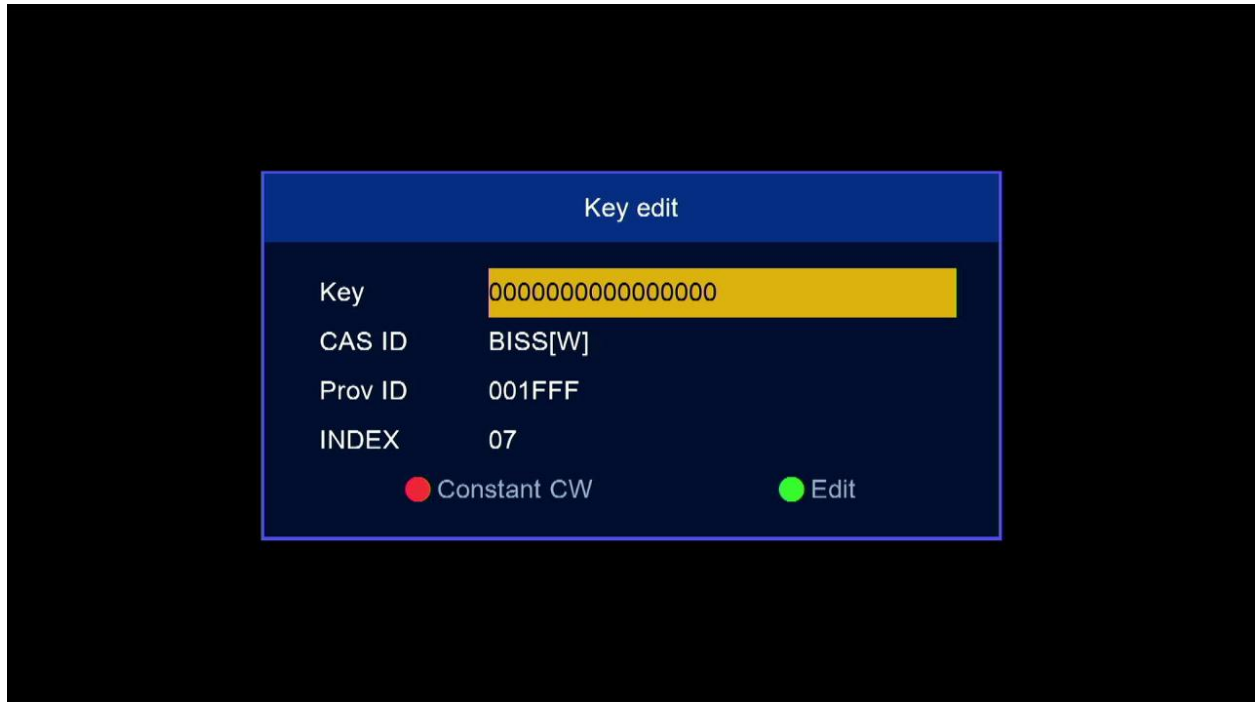 Key edit
Key 0000000000000000
CAS ID BISS[W]
Prov ID 001FFF
INDEX 07
Constant CW Edit